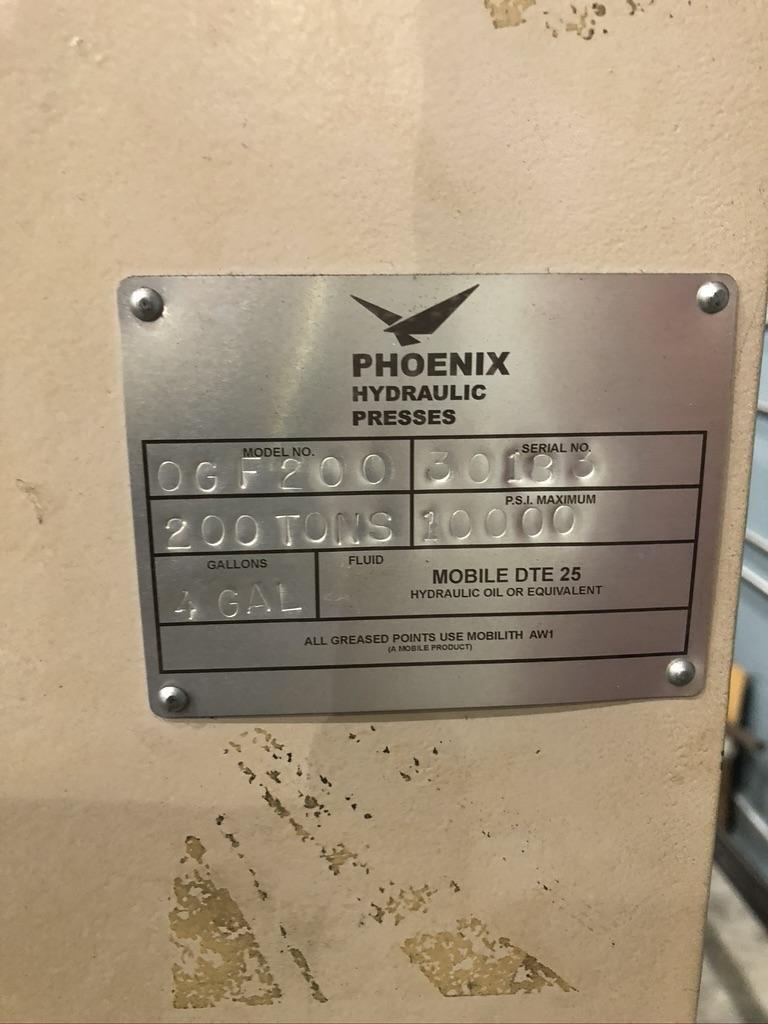 PHOENIX
HYDRAULIC
PRESSES
MODEL NO.
OGF200
SERIAL NO.
30183
200 TONS
P.S.I. MAXIMUM
10000
GALLONS
4 GAL
FLUID
MOBILE DTE 25
HYDRAULIC OIL OR EQUIVALENT
ALL GREASED POINTS USE MOBILITH AW1
(A MOBILE PRODUCT)